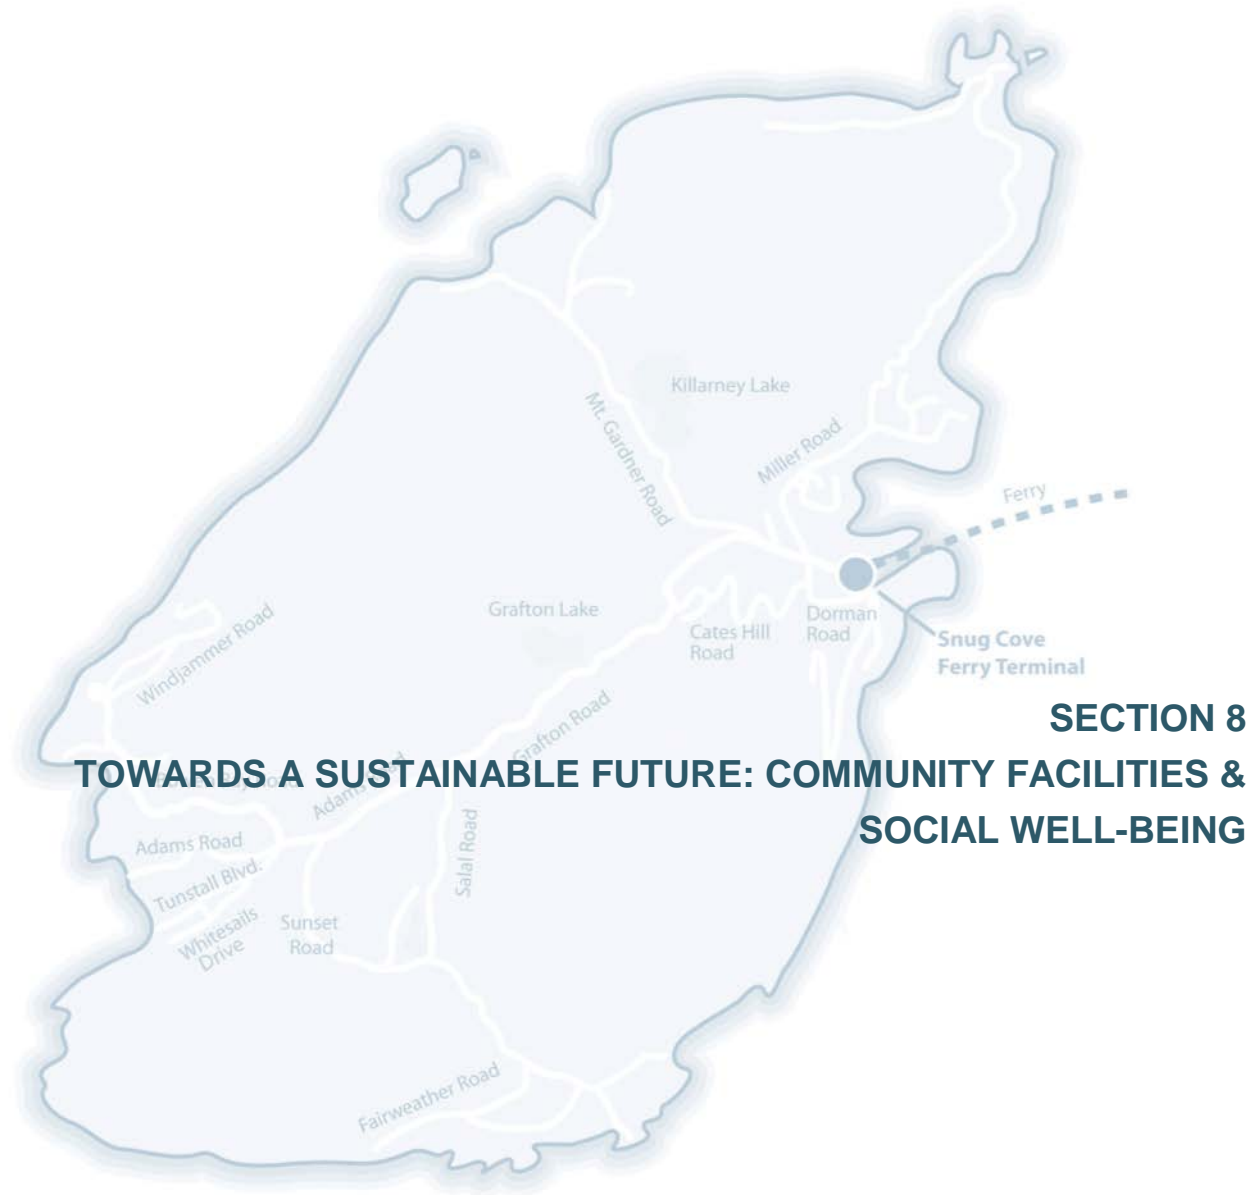 Killarney Lake
Mt. Gardner Road
Miller Road
Ferry
Grafton Lake
Windjammer Road
Cates Hill
Road
Dorman
Road
Snug Cove
Ferry Terminal
Grafton Road
SECTION 8
TOWARDS A SUSTAINABLE FUTURE: COMMUNITY FACILITIES &
SOCIAL WELL-BEING
Adams Road
Adams Road
Salal Road
Tunstall Blvd.
Whitesails
Drive
Sunset
Road
Fairweather Road